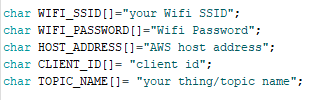 char WIFI_SSID[]="your Wifi SSID";
char WIFI_PASSWORD[]="Wifi Password";
char HOST_ADDRESS[]="AWS host address";
char CLIENT_ID[]= "client id";
char TOPIC_NAME[]= "your thing/topic name";